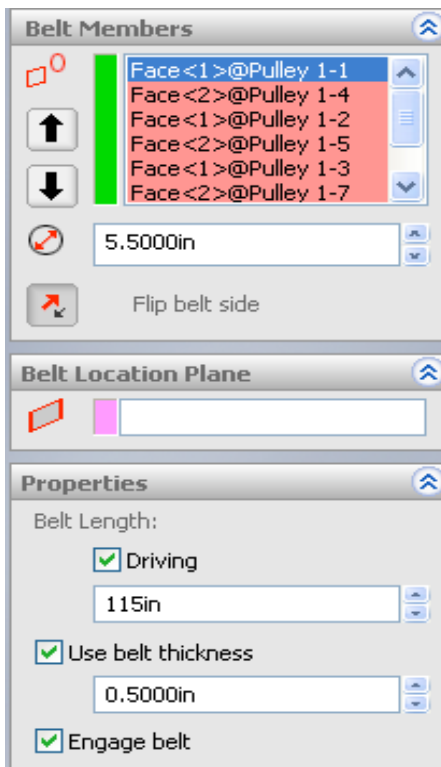 Belt Members
Face<1>@Pulley 1-1
Face<2>@Pulley 1-4
Face<1>@Pulley 1-2
Face<2>@Pulley 1-5
Face<1>@Pulley 1-3
Face<2>@Pulley 1-7
5.5000in
Flip belt side
Belt Location Plane
Properties
Belt Length:
Driving
115in
Use belt thickness
0.5000in
Engage belt